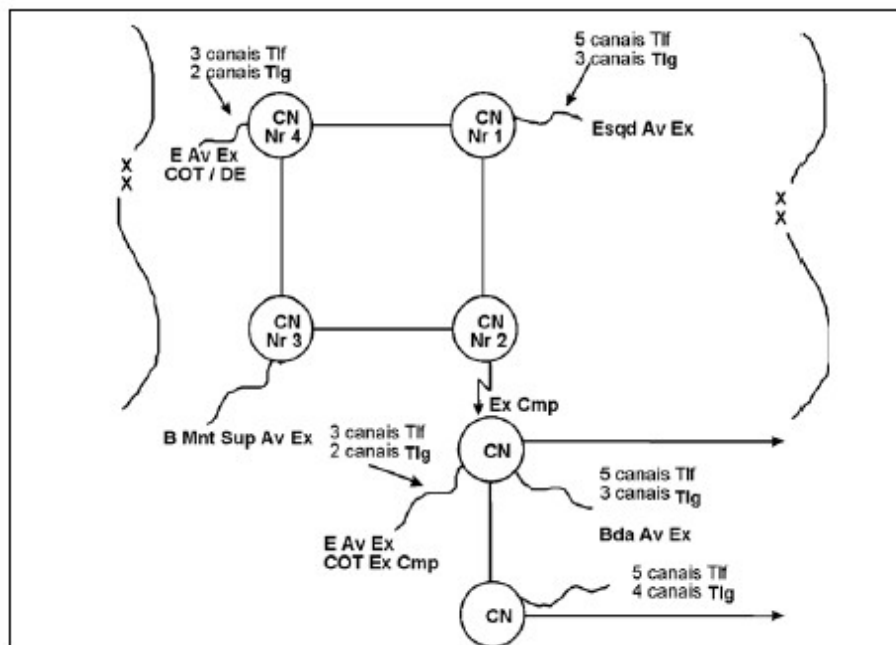 3 canais Tlf
2 canais Tlg
5 canais Tlf
3 canais Tlg
CN
Nr 4
CN
Nr 1
Esqd Av Ex
E Av Ex
COT / DE
X
X
X
X
CN
Nr 3
CN
Nr 2
Ex Cmp
B Mnt Sup Av Ex
3 canais Tlf
2 canais Tlg
CN
5 canais Tlf
3 canais Tlg
Bda Av Ex
E Av Ex
COT Ex Cmp
5 canais Tlf
4 canais Tlg
CN